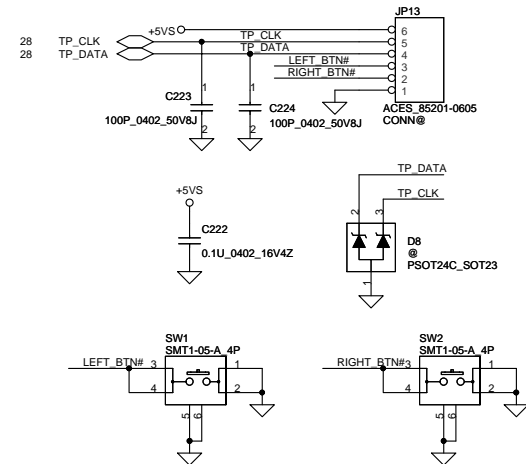 JP13
+5VS
6
28 TP_CLK
TP_CLK
5
28 TP_DATA
TP_DATA
4
LEFT_BTN#
3
RIGHT_BTN#
2
1
1
C223
100P_0402_50V8J
2
1
C224
100P_0402_50V8J
2
ACES_85201-0605
CONN@
TP_DATA
TP_CLK
+5VS
C222
0.1U_0402_16V4Z
2
3
D8
@
PSOT24C_SOT23
1
SW1
SMT1-05-A_4P
LEFT_BTN#
3
1
4
2
5
6
SW2
SMT1-05-A_4P
RIGHT_BTN#
3
1
4
2
5
6